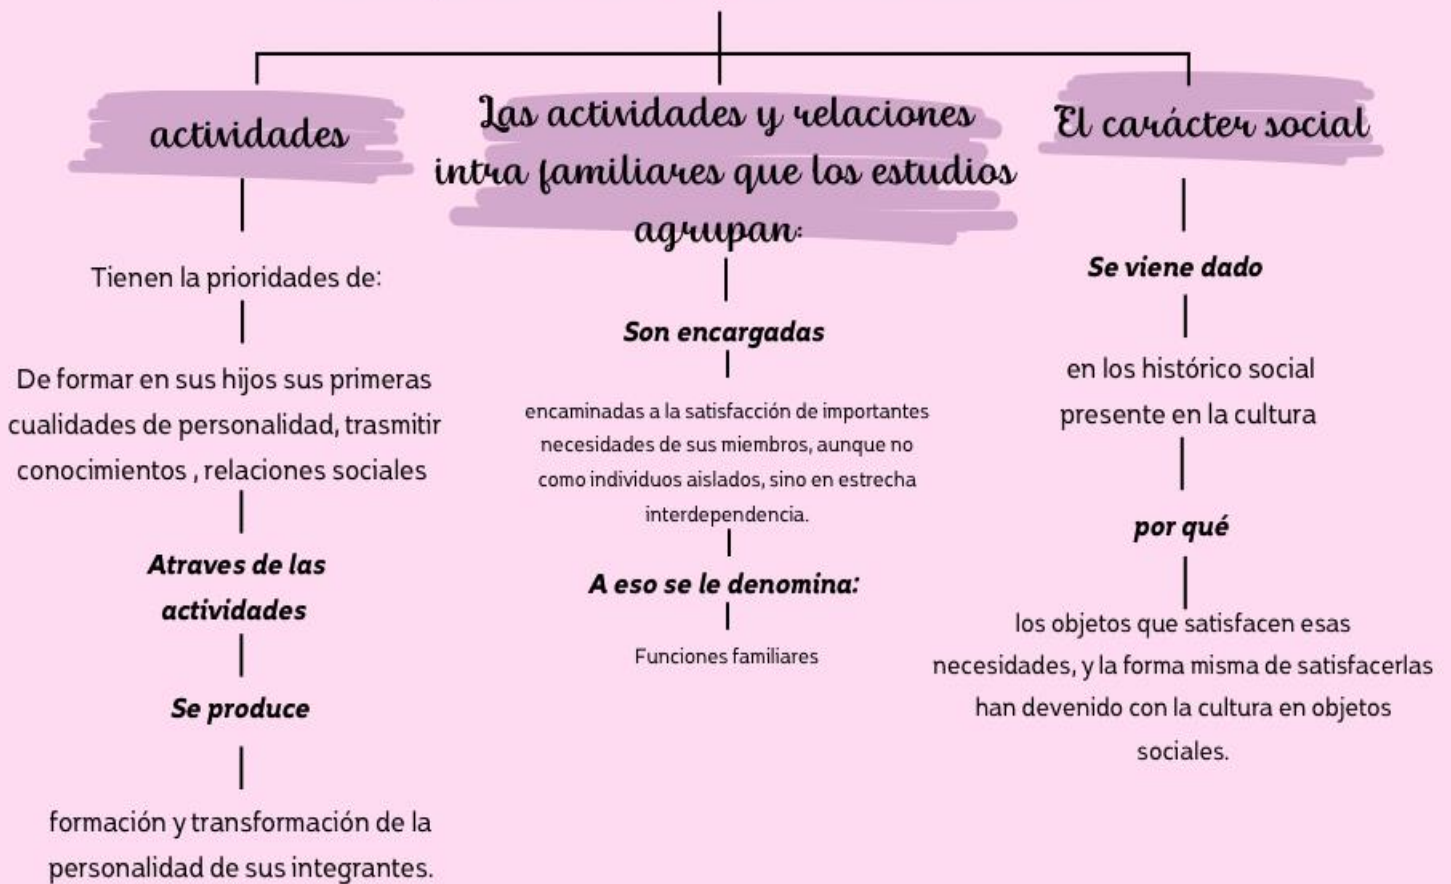 actividades
Tienen la prioridades de:
De formar en sus hijos sus primeras
cualidades de personalidad, trasmitir
conocimientos , relaciones sociales
Atraves de las
actividades
Se produce
formación y transformación de la
personalidad de sus integrantes.
Las actividades y relaciones
intra familiares que los estudios
agrupan:
Son encargadas
encaminadas a la satisfacción de importantes
necesidades de sus miembros, aunque no
como individuos aislados, sino en estrecha
interdependencia.
A eso se le denomina:
Funciones familiares
El carácter social
Se viene dado
en los histórico social
presente en la cultura
por qué
los objetos que satisfacen esas
necesidades, y la forma misma de satisfacerlas
han devenido con la cultura en objetos
sociales.